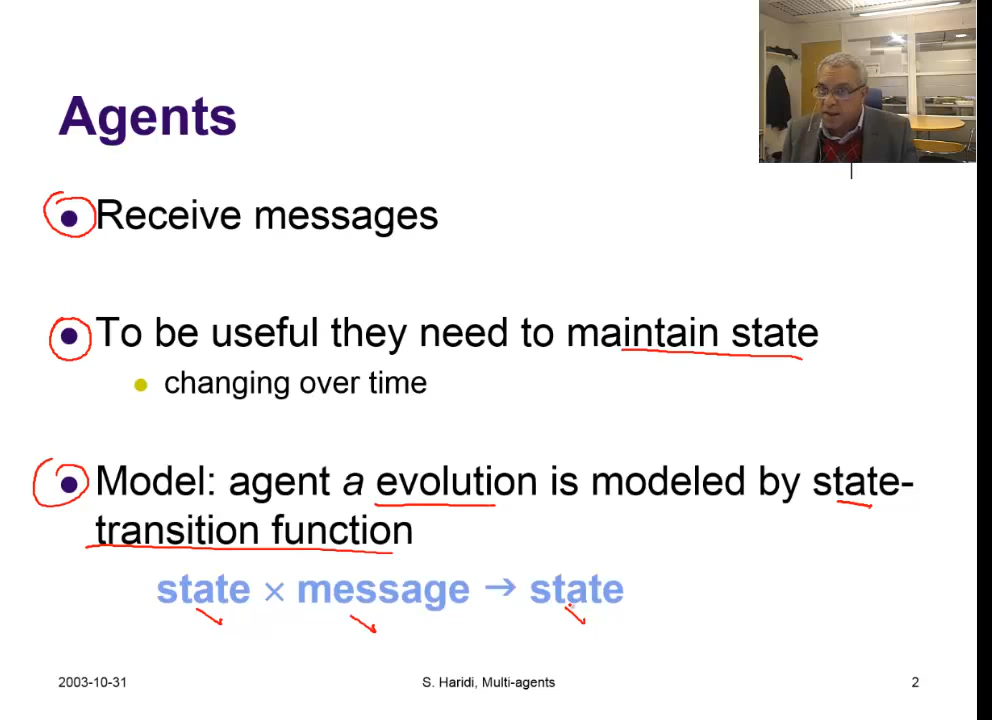 Agents
Receive messages
To be useful they need to maintain state
changing over time
Model: agent a evolution is modeled by state-
transition function
state × message → state
2003-10-31 S. Haridi, Multi-agents 2